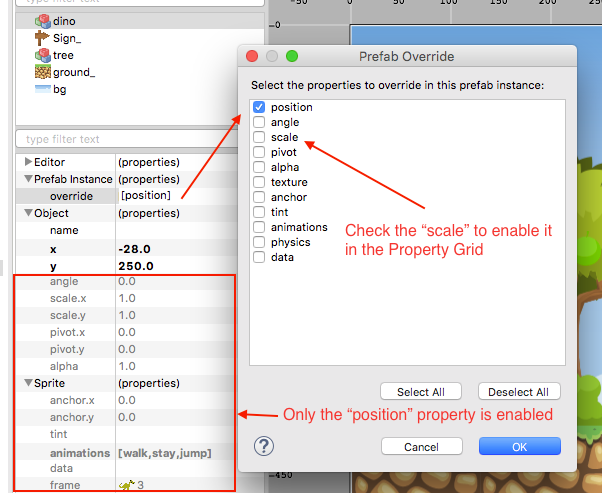 type filter text
dino
Sign_
tree
ground_
bg
type filter text
Editor (properties)
Prefab Instance (properties)
override [position]
Object (properties)
name
x -28.0
y 250.0
angle 0.0
scale.x 1.0
scale.y 1.0
pivot.x 0.0
pivot.y 0.0
alpha 1.0
Sprite (properties)
anchor.x 0.0
anchor.y 0.0
tint
animations [walk,stay,jump]
data
frame 3
-50 0 50 100 150 200
-0
Prefab Override
Select the properties to override in this prefab instance:
position
angle
scale
pivot
alpha
texture
anchor
tint
animations
physics
data
Check the “scale” to enable it
in the Property Grid
Select All Deselect All
Only the “position” property is enabled
? Cancel OK
-450